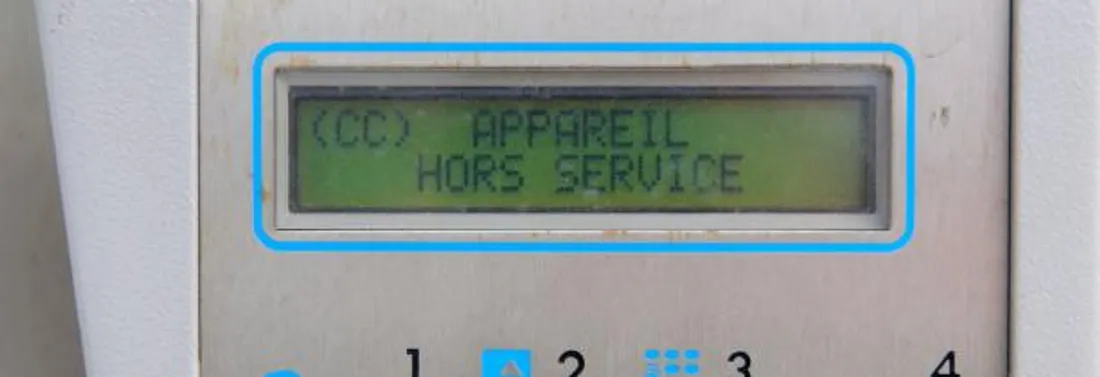 (CC) APPAREIL
HORS SERVICE
1 2 3 4